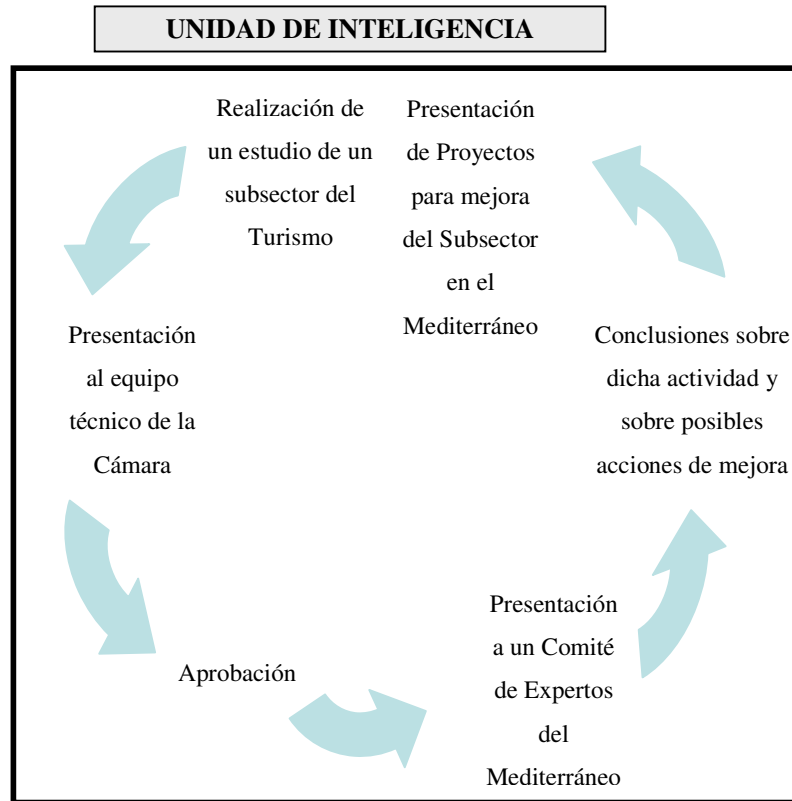 UNIDAD DE INTELIGENCIA
Realización de
un estudio de un
subsector del
Turismo
Presentación
de Proyectos
para mejora
del Subsector
en el
Mediterráneo
Presentación
al equipo
técnico de la
Cámara
Conclusiones sobre
dicha actividad y
sobre posibles
acciones de mejora
Aprobación
Presentación
a un Comité
de Expertos
del
Mediterráneo